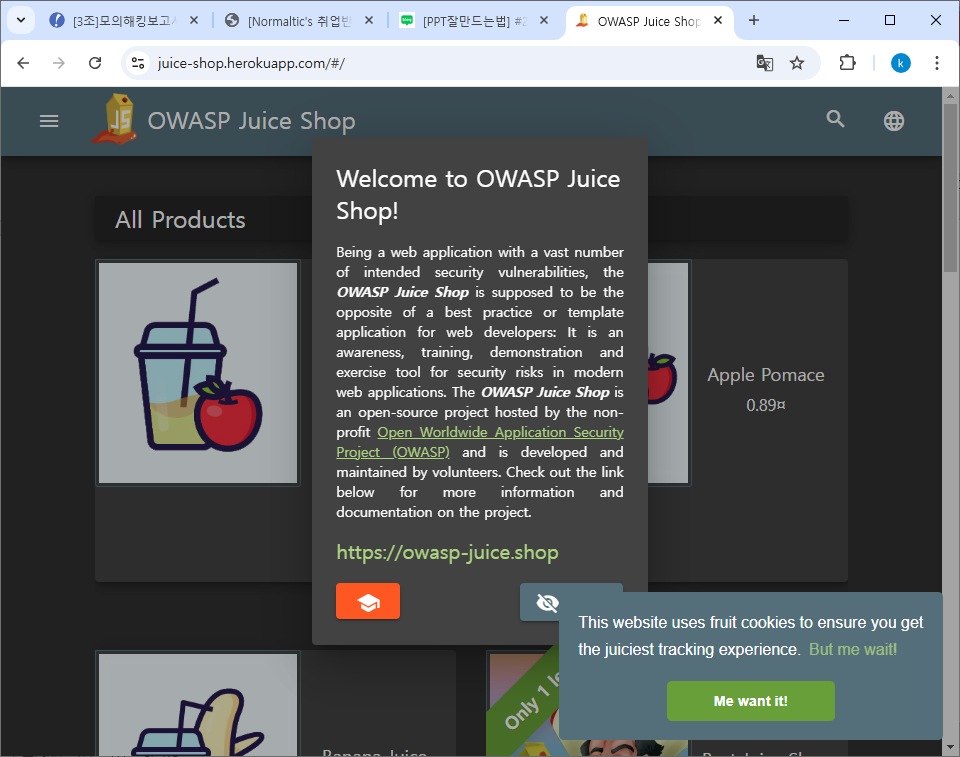 [3조]모의해킹보고서
[Normaltic's 취업반
[PPT잘만드는법] #2
OWASP Juice Shop
juice-shop.herokuapp.com/#/
k
JS
OWASP Juice Shop
All Products
Welcome to OWASP Juice
Shop!
Being a web application with a vast number
of intended security vulnerabilities, the
OWASP Juice Shop is supposed to be the
opposite of a best practice or template
application for web developers: It is an
awareness, training, demonstration and
exercise tool for security risks in modern
web applications. The OWASP Juice Shop is
an open-source project hosted by the non-
profit Open Worldwide Application Security
Project (OWASP) and is developed and
maintained by volunteers. Check out the link
below for more information and
documentation on the project.
https://owasp-juice.shop
Apple Pomace
0.89¤
This website uses fruit cookies to ensure you get
the juiciest tracking experience. But me wait!
Me want it!
Only 1 le
Banana Juice